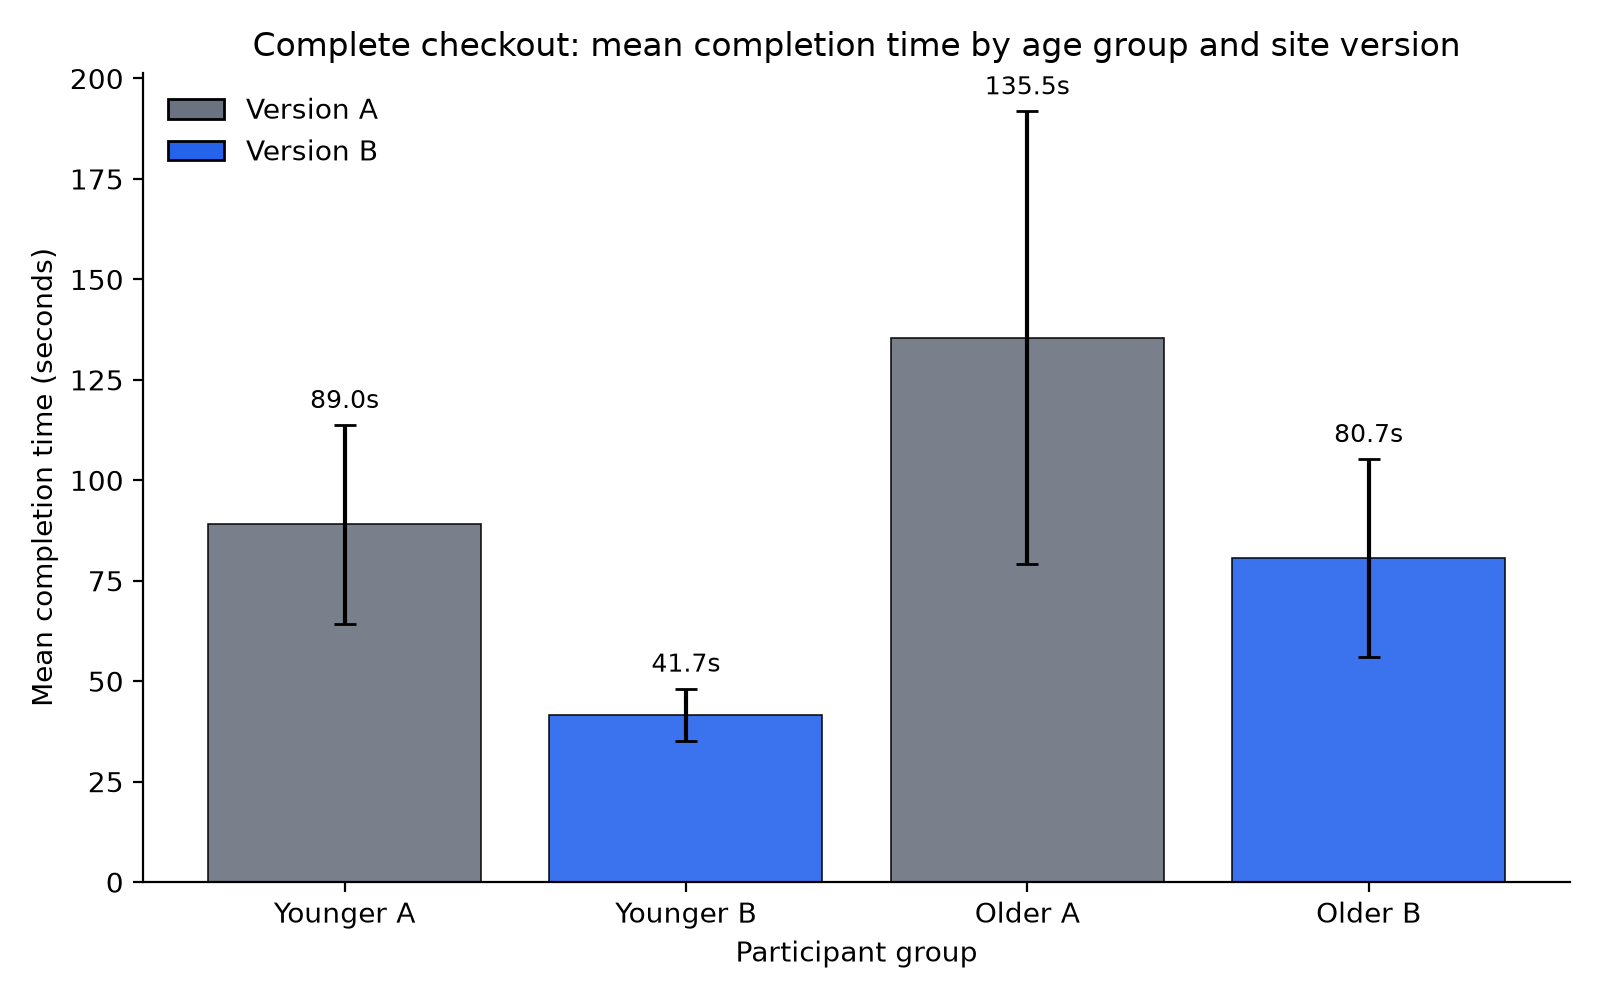 Complete checkout: mean completion time by age group and site version
Version A
Version B
Mean completion time (seconds)
200
175
150
125
100
75
50
25
0
89.0s
41.7s
135.5s
80.7s
Younger A
Younger B
Older A
Older B
Participant group